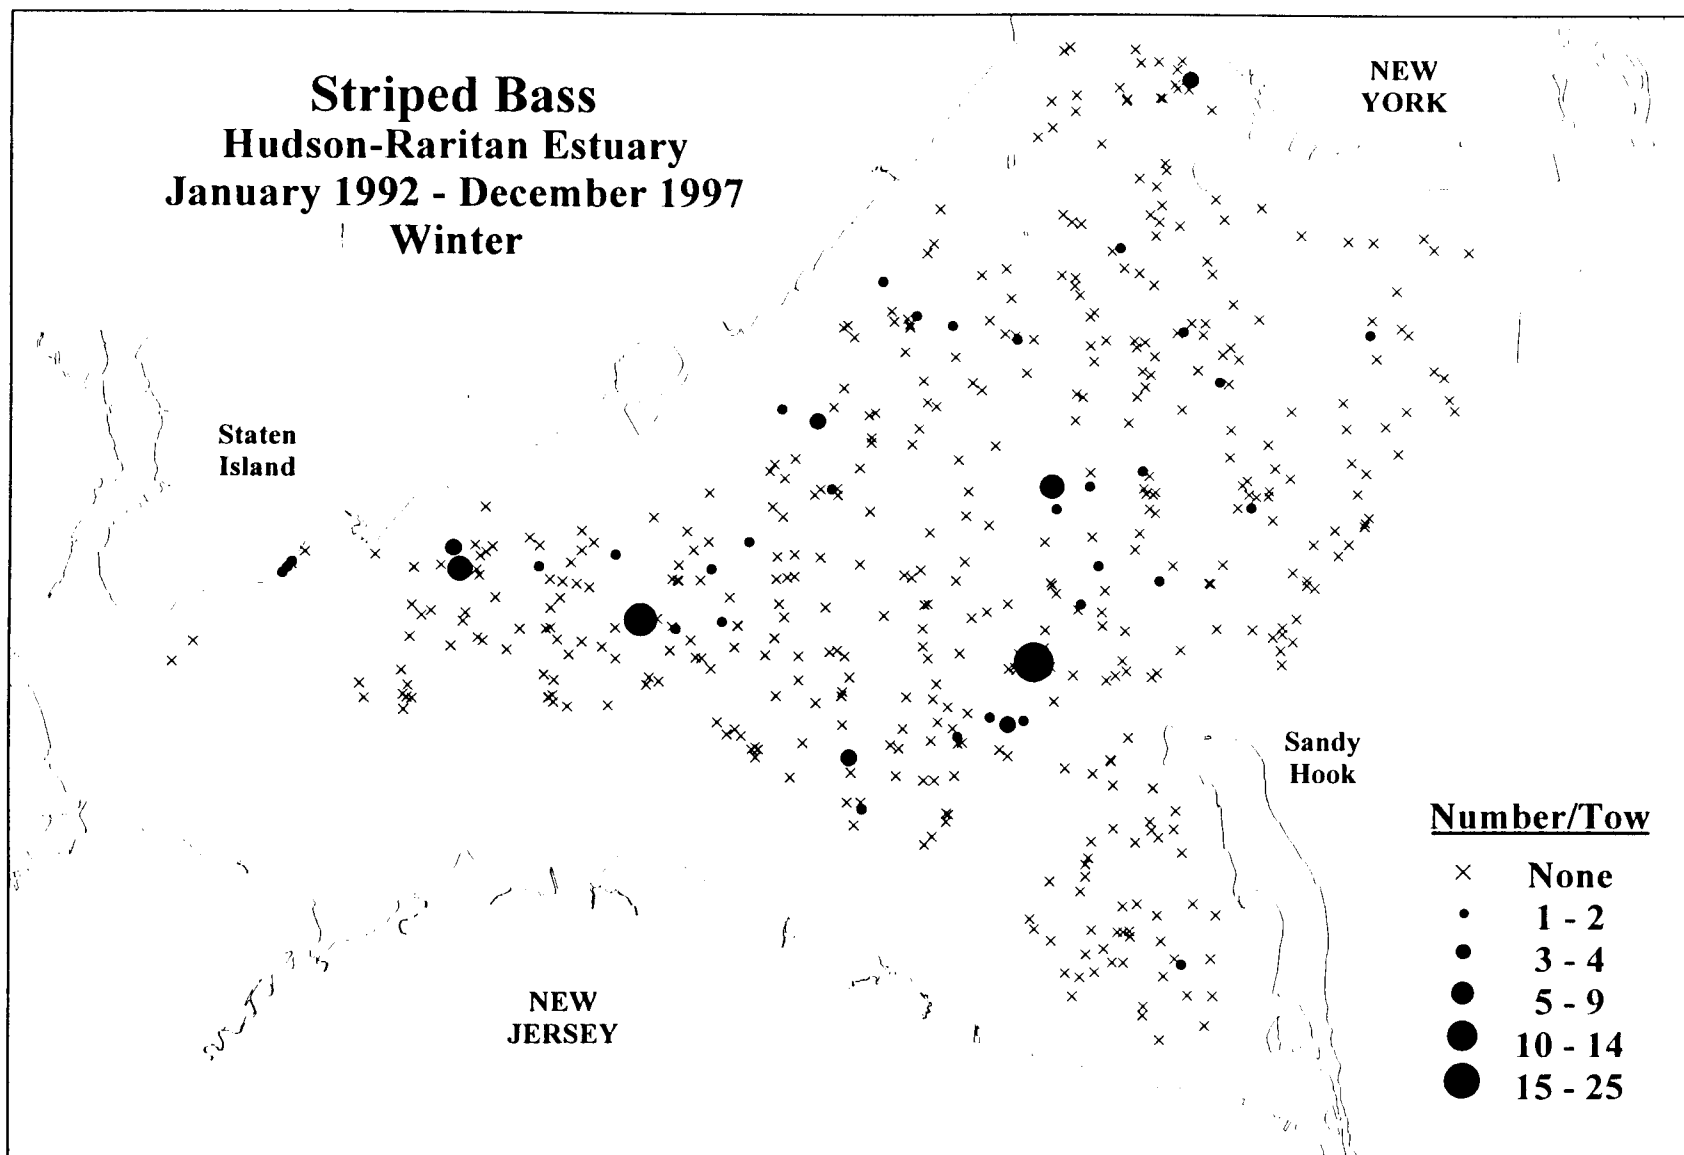 Striped Bass
Hudson-Raritan Estuary
January 1992 - December 1997
Winter
NEW
YORK
Staten
Island
Sandy
Hook
NEW
JERSEY
Number/Tow
None
1 - 2
3 - 4
5 - 9
10 - 14
15 - 25